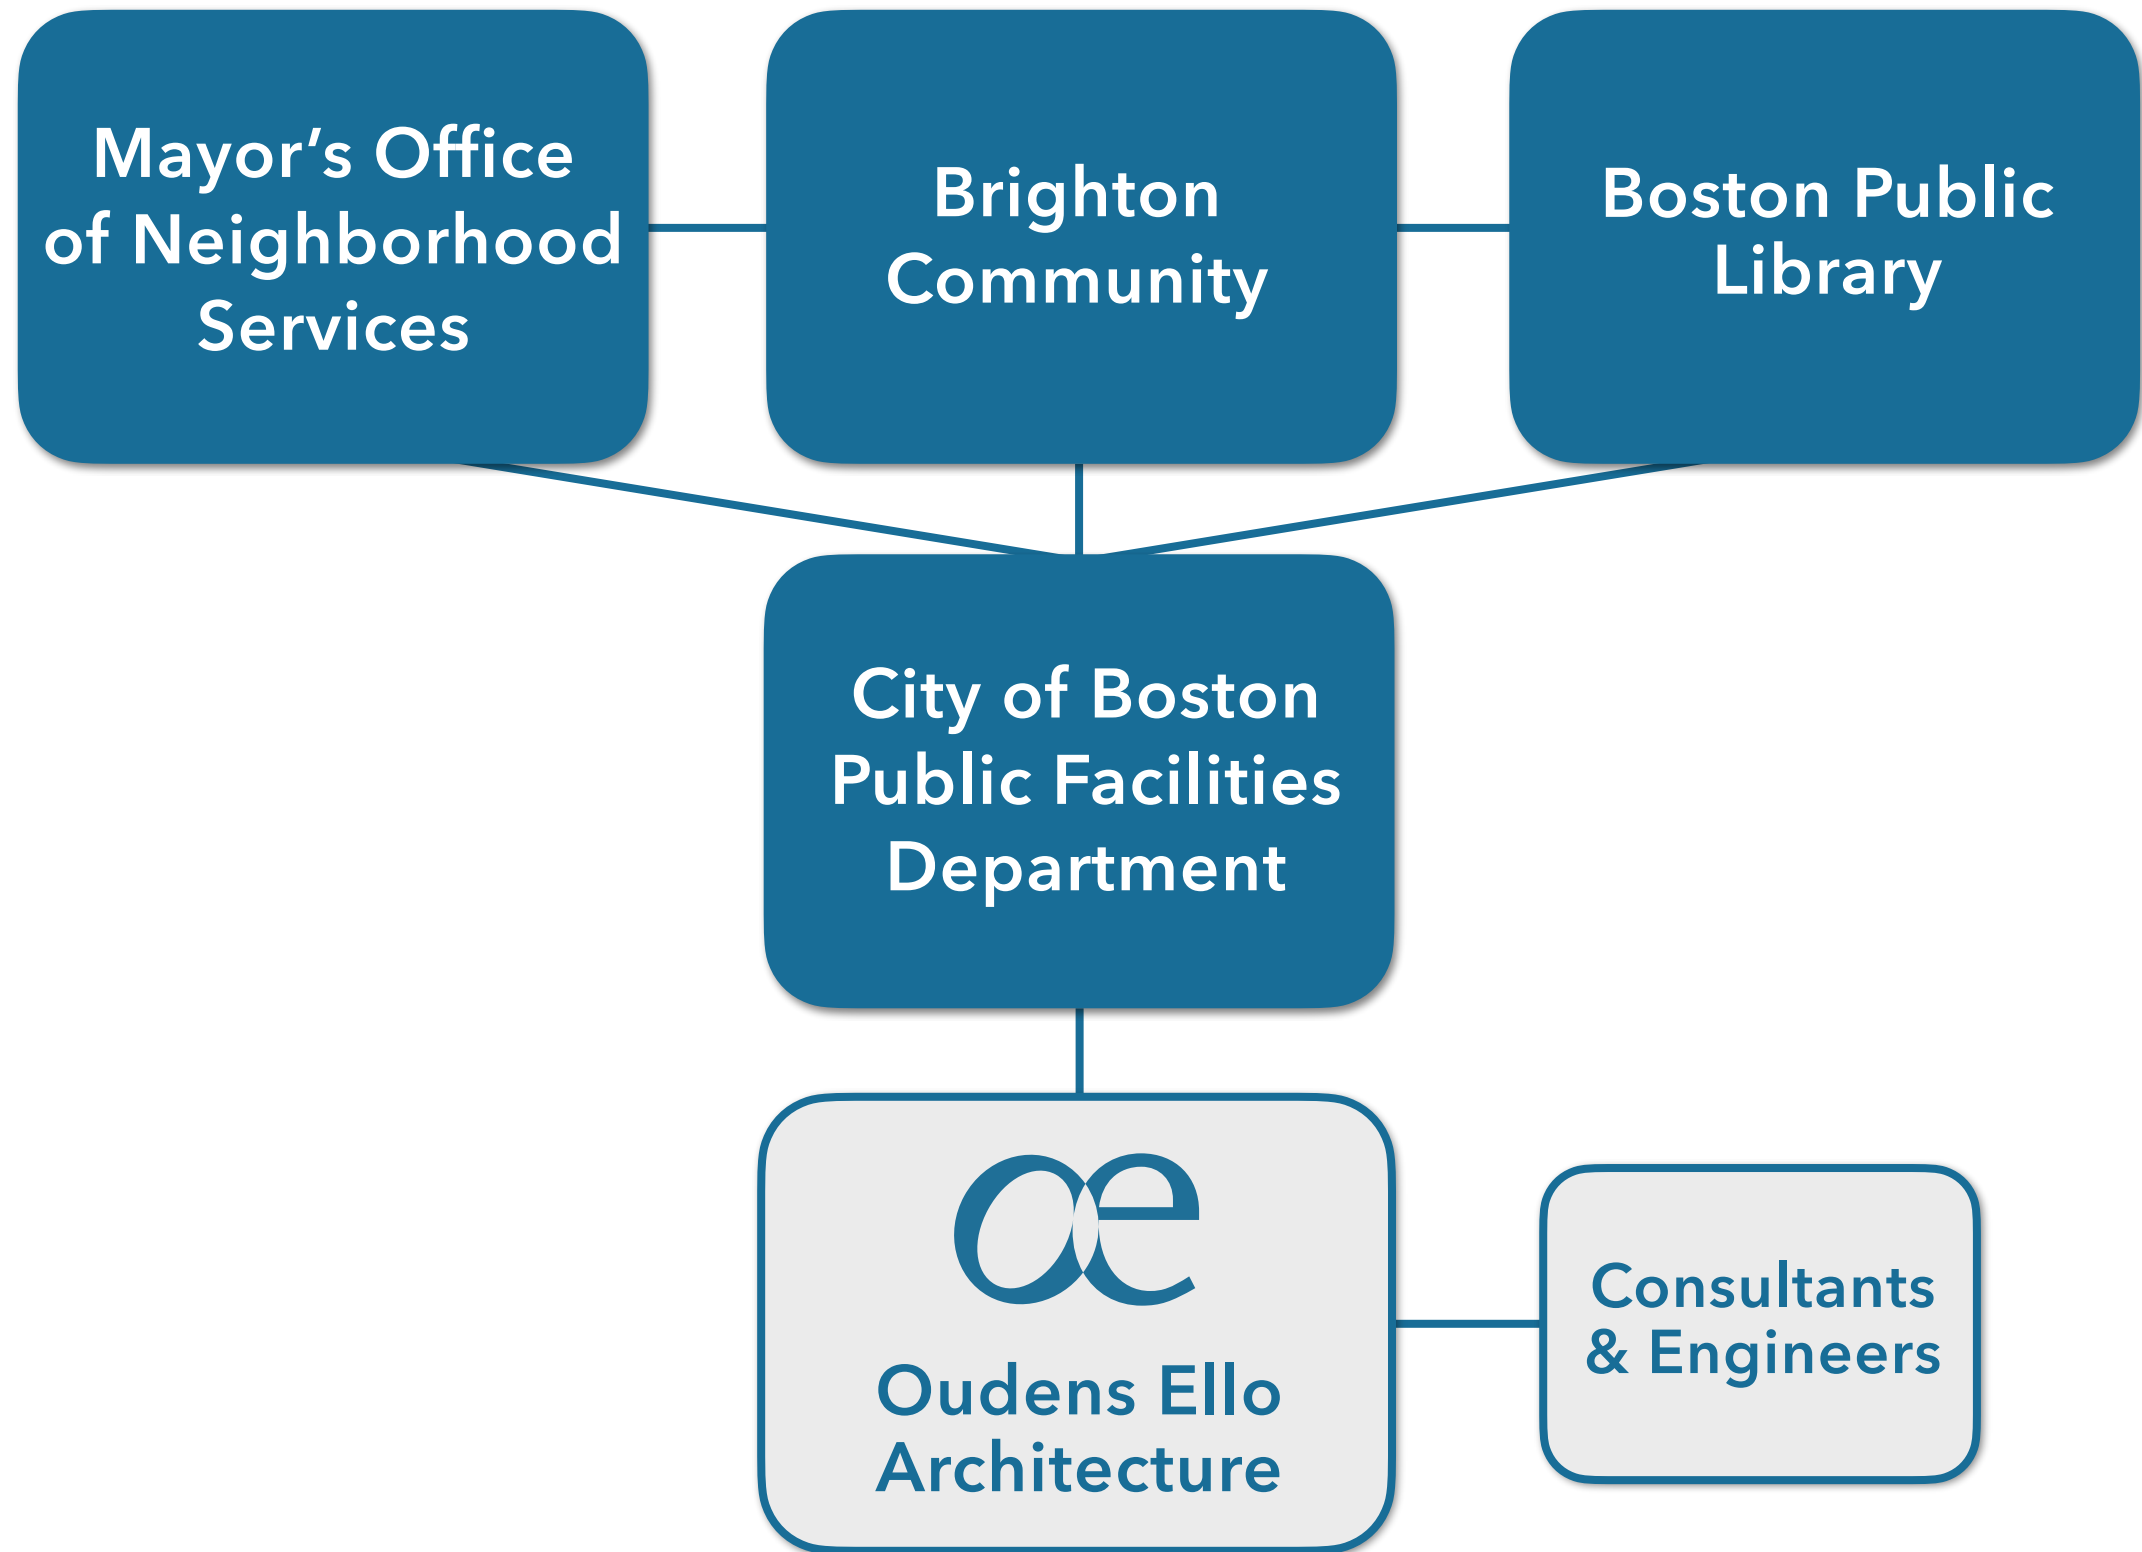 Mayor’s Office
of Neighborhood
Services
Brighton
Community
Boston Public
Library
City of Boston
Public Facilities
Department
œ
Oudens Ello
Architecture
Consultants
& Engineers